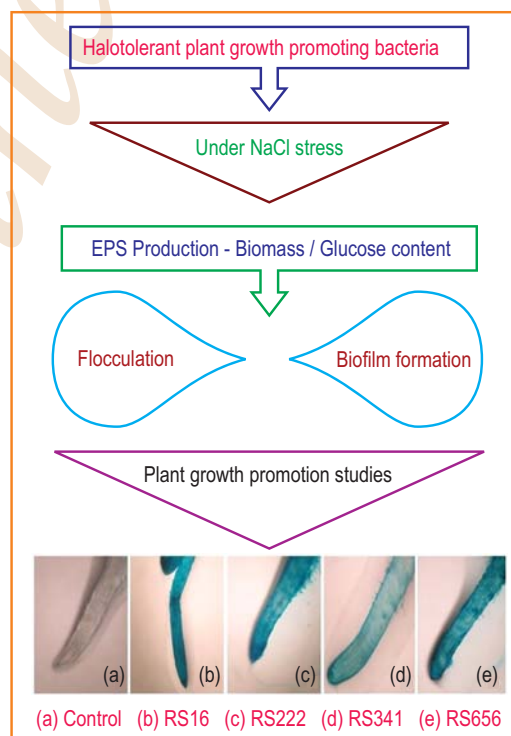 Halotolerant plant growth promoting bacteria
Under NaCl stress
EPS Production - Biomass / Glucose content
Flocculation
Biofilm formation
Plant growth promotion studies
(a) (b) (c) (d) (e)
(a) Control (b) RS16 (c) RS222 (d) RS341 (e) RS656